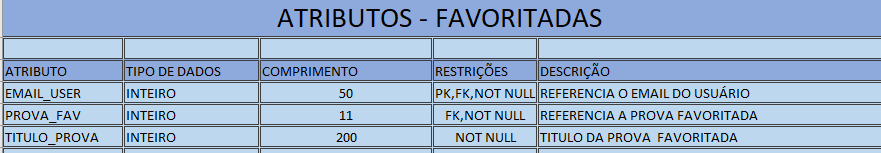 ATRIBUTOS - FAVORITADAS
ATRIBUTO TIPO DE DADOS COMPRIMENTO RESTRIÇÕES DESCRIÇÃO
EMAIL_USER INTEIRO 50 PK,FK,NOT NULL REFERENCIA O EMAIL DO USUÁRIO
PROVA_FAV INTEIRO 11 FK,NOT NULL REFERENCIA A PROVA FAVORITADA
TITULO_PROVA INTEIRO 200 NOT NULL TITULO DA PROVA FAVORITADA